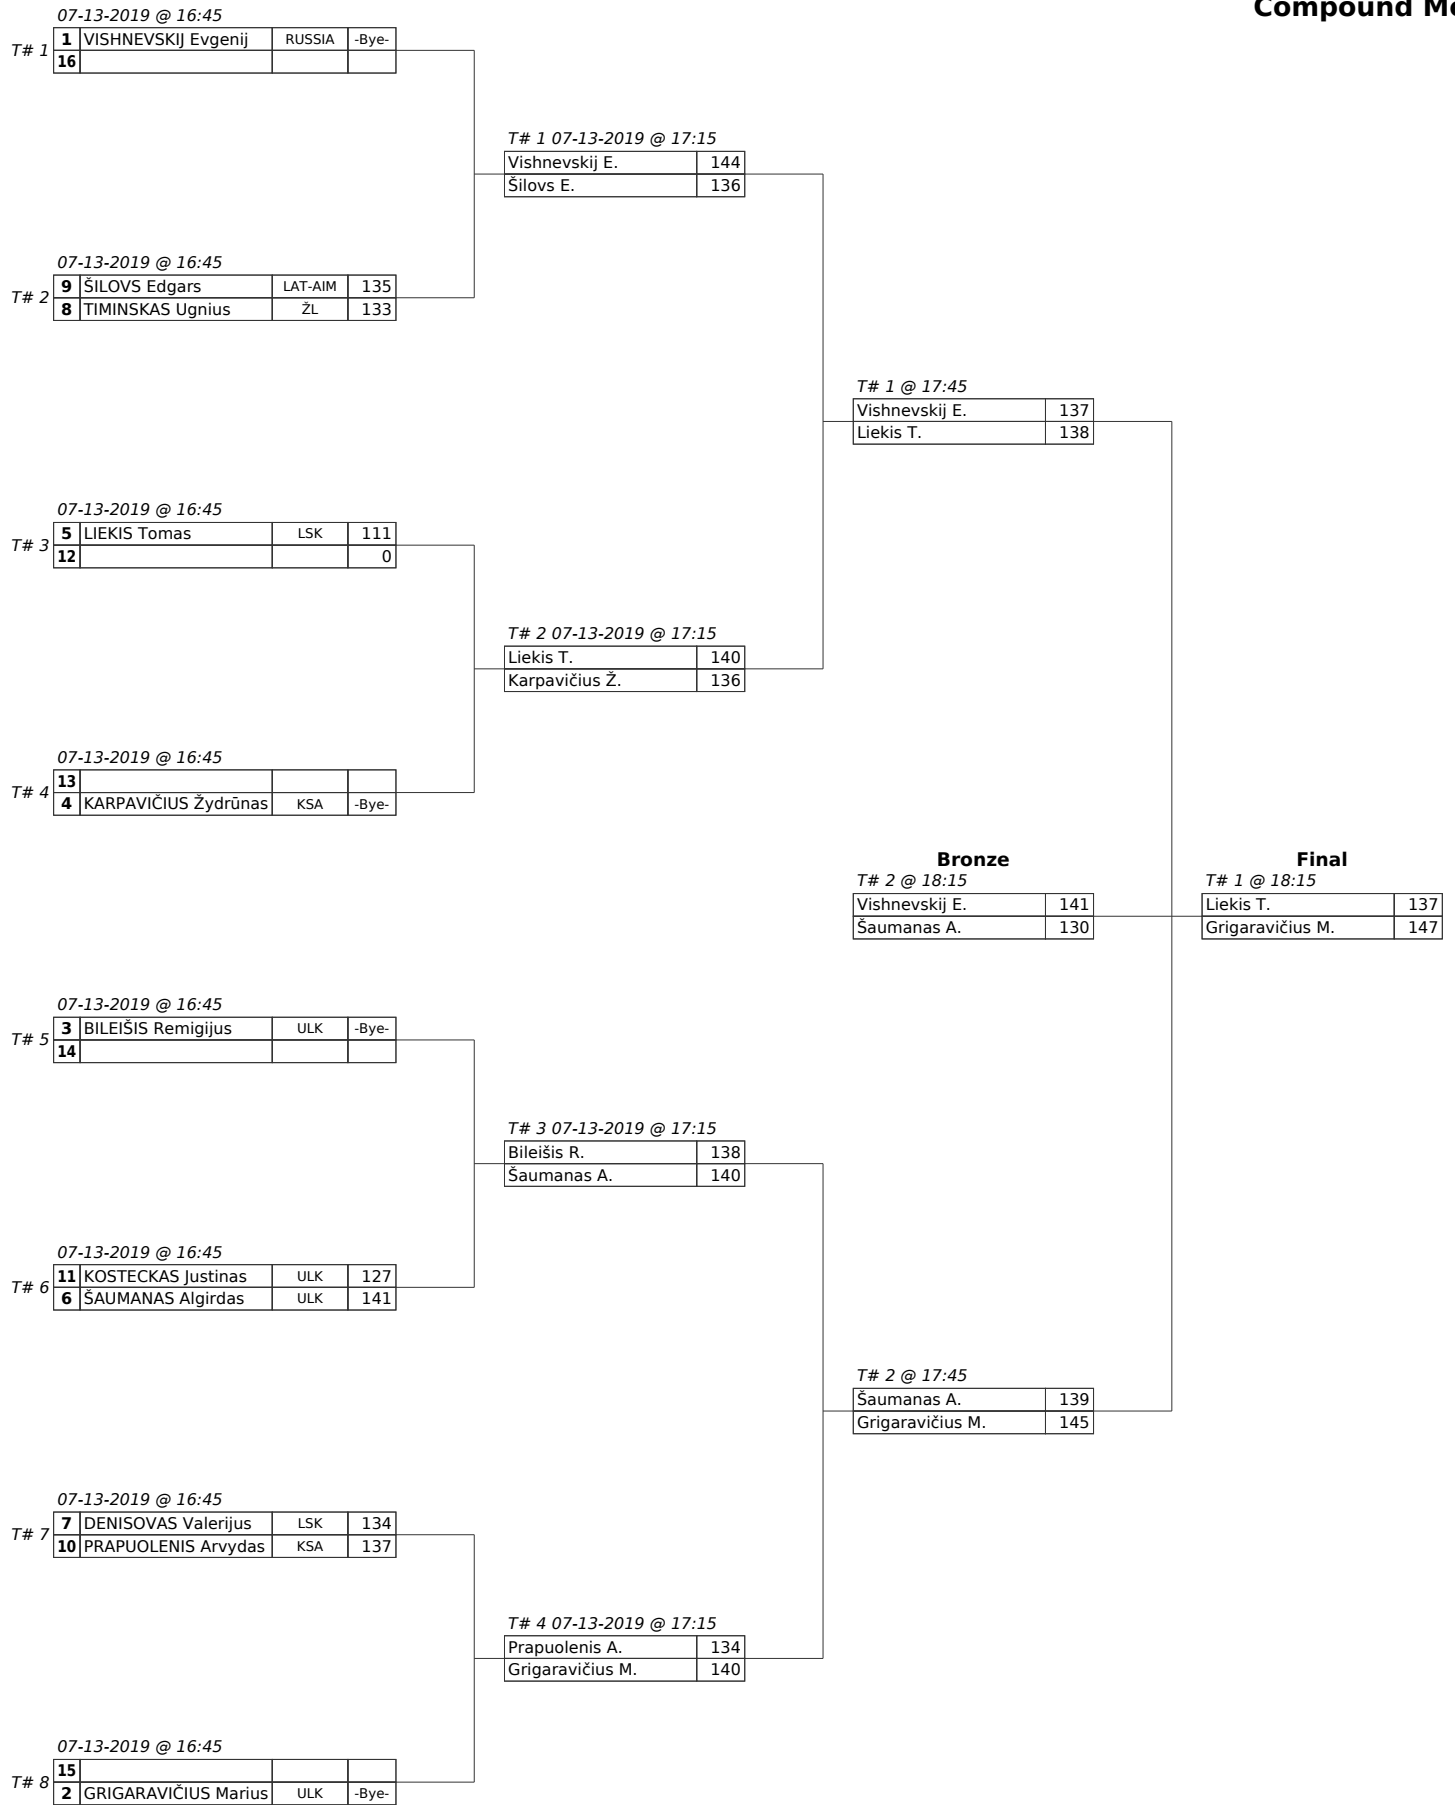 Compound Me
07-13-2019 @ 16:45
T# 1
1 VISHNEVSKIJ Evgenij RUSSIA -Bye-
16
T# 1 07-13-2019 @ 17:15
Vishnevskij E. 144
Šilovs E. 136
07-13-2019 @ 16:45
T# 2
9 ŠILOVS Edgars LAT-AIM 135
8 TIMINSKAS Ugnius ŽL 133
T# 1 @ 17:45
Vishnevskij E. 137
Liekis T. 138
07-13-2019 @ 16:45
T# 3
5 LIEKIS Tomas LSK 111
12 0
T# 2 07-13-2019 @ 17:15
Liekis T. 140
Karpavičius Ž. 136
07-13-2019 @ 16:45
T# 4
13
4 KARPAVIČIUS Žydrūnas KSA -Bye-
Bronze
T# 2 @ 18:15
Vishnevskij E. 141
Šaumanas A. 130
Final
T# 1 @ 18:15
Liekis T. 137
Grigaravičius M. 147
07-13-2019 @ 16:45
T# 5
3 BILEIŠIS Remigijus ULK -Bye-
14
T# 3 07-13-2019 @ 17:15
Bileišis R. 138
Šaumanas A. 140
07-13-2019 @ 16:45
T# 6
11 KOSTECKAS Justinas ULK 127
6 ŠAUMANAS Algirdas ULK 141
T# 2 @ 17:45
Šaumanas A. 139
Grigaravičius M. 145
07-13-2019 @ 16:45
T# 7
7 DENISOVAS Valerijus LSK 134
10 PRAPUOLENIS Arvydas KSA 137
T# 4 07-13-2019 @ 17:15
Prapuolenis A. 134
Grigaravičius M. 140
07-13-2019 @ 16:45
T# 8
15
2 GRIGARAVIČIUS Marius ULK -Bye-